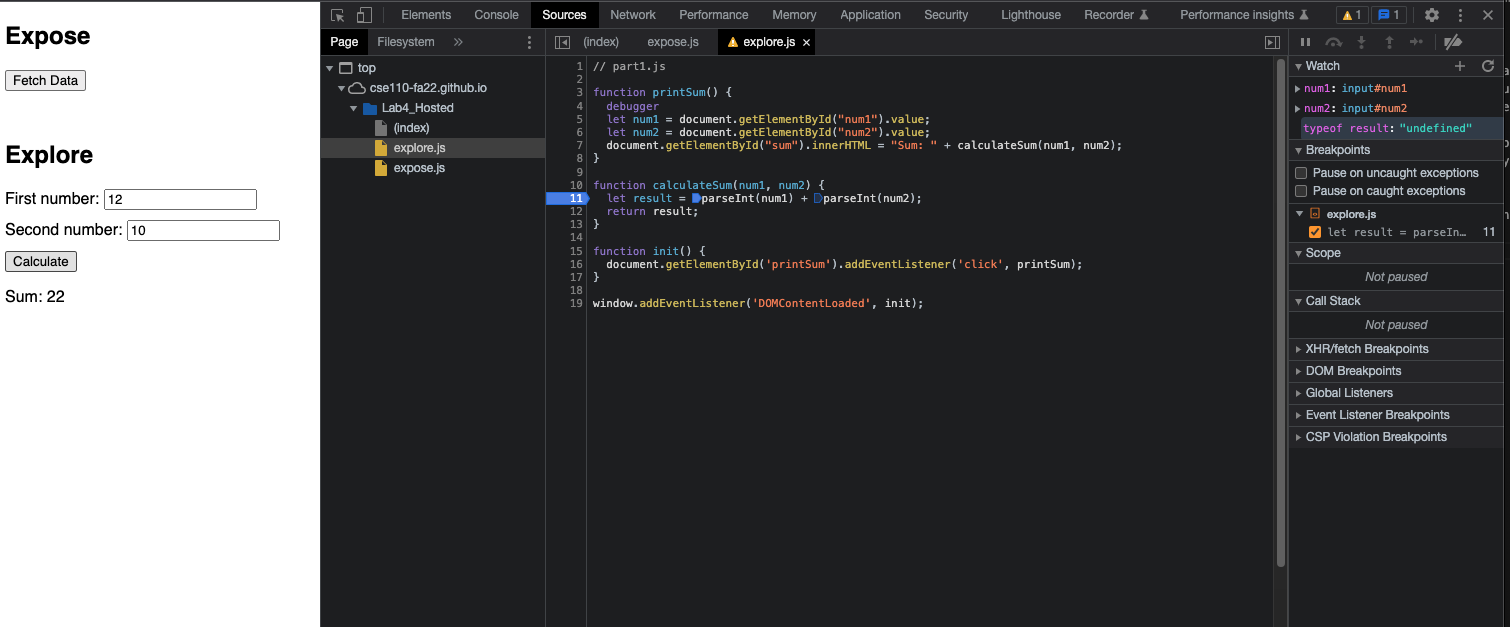 Expose
Fetch Data
Explore
First number: 12
Second number: 10
Calculate
Sum: 22
Elements Console Sources Network Performance Memory Application Security Lighthouse Recorder Performance insights 1 1
Page Filesystem »
(index) expose.js explore.js ×
top
cse110-fa22.github.io
Lab4_Hosted
(index)
explore.js
expose.js
1 // part1.js
2
3 function printSum() {
4   debugger
5   let num1 = document.getElementById("num1").value;
6   let num2 = document.getElementById("num2").value;
7   document.getElementById("sum").innerHTML = "Sum: " + calculateSum(num1, num2);
8 }
9
10 function calculateSum(num1, num2) {
11   let result = parseInt(num1) + parseInt(num2);
12   return result;
13 }
14
15 function init() {
16   document.getElementById('printSum').addEventListener('click', printSum);
17 }
18
19 window.addEventListener('DOMContentLoaded', init);
Watch
num1: input#num1
num2: input#num2
typeof result: "undefined"
Breakpoints
Pause on uncaught exceptions
Pause on caught exceptions
explore.js
let result = parseIn… 11
Scope
Not paused
Call Stack
Not paused
XHR/fetch Breakpoints
DOM Breakpoints
Global Listeners
Event Listener Breakpoints
CSP Violation Breakpoints